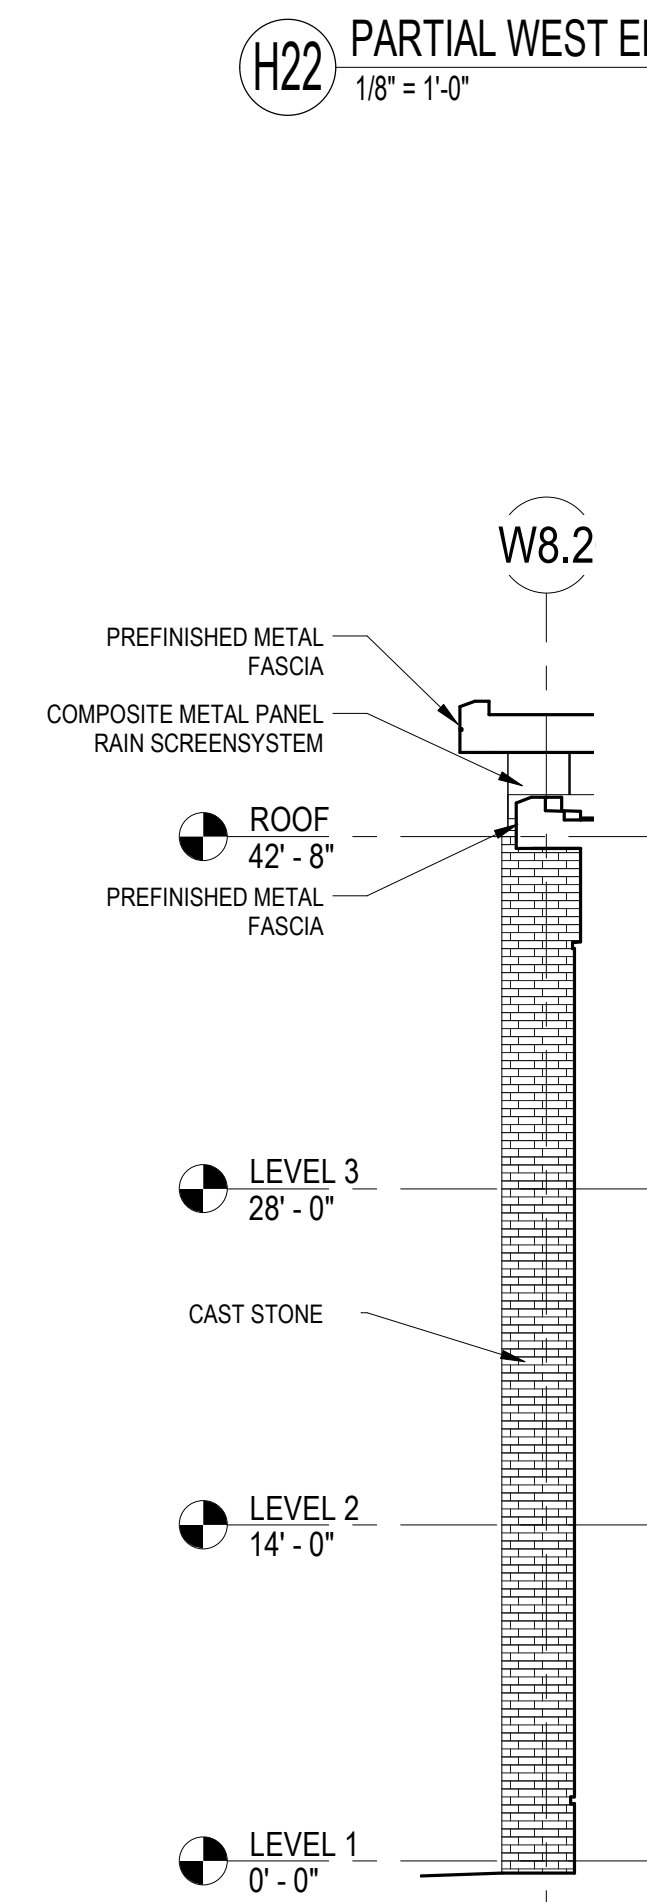 H22
PARTIAL WEST
1/8" = 1'-0"
W8.2
PREFINISHED METAL
FASCIA
COMPOSITE METAL PANEL
RAIN SCREENSYSTEM
ROOF
42' - 8"
PREFINISHED METAL
FASCIA
LEVEL 3
28' - 0"
CAST STONE
LEVEL 2
14' - 0"
LEVEL 1
0' - 0"